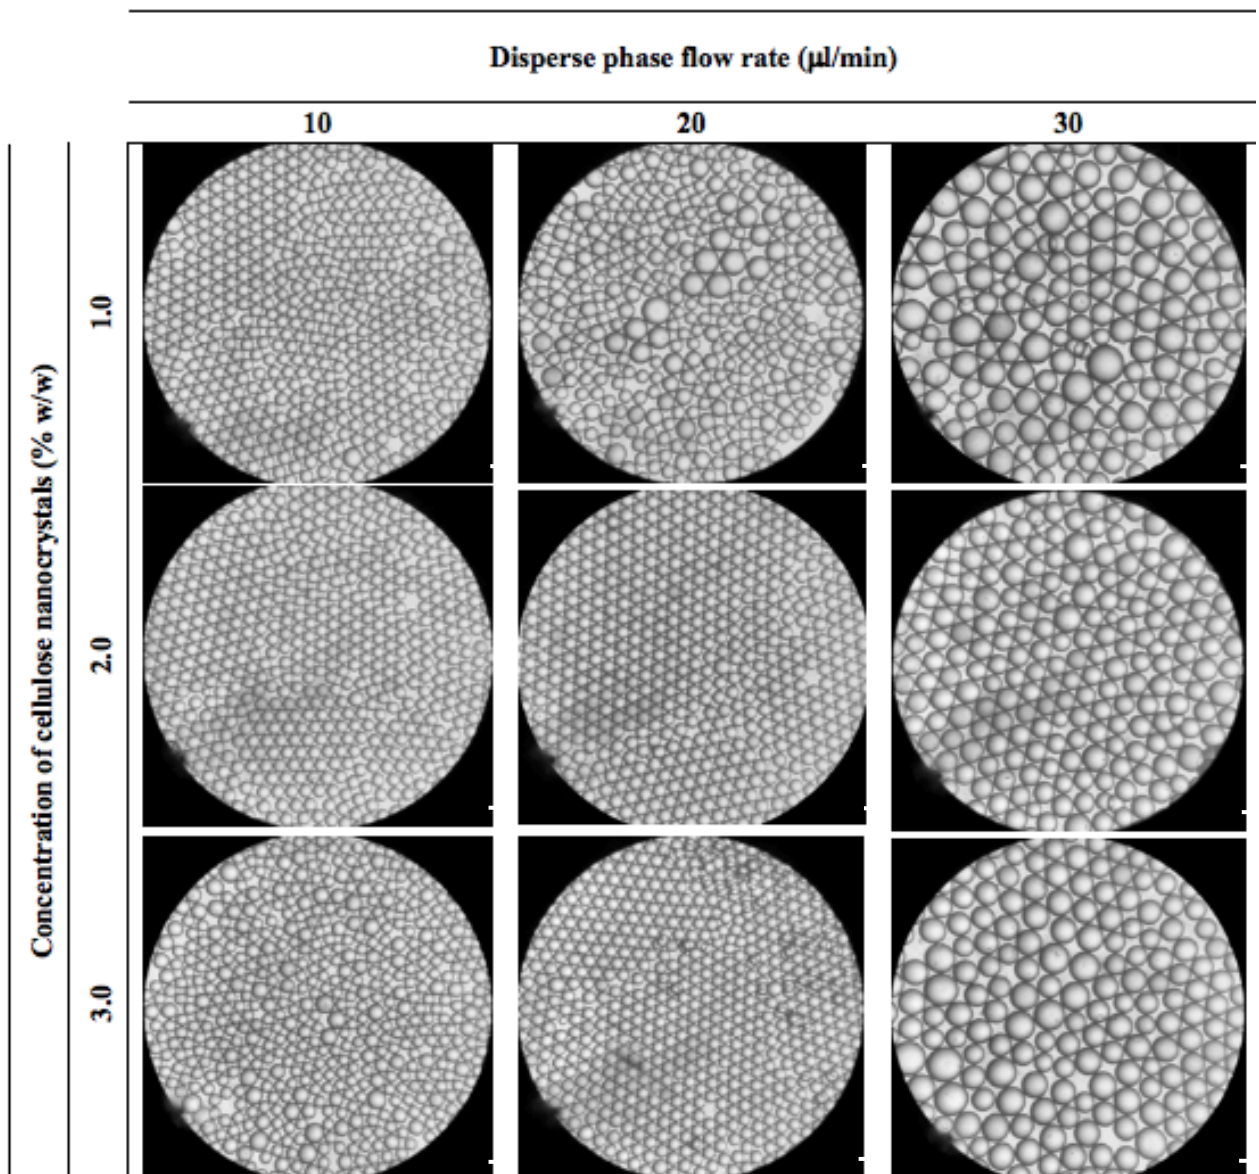 Disperse phase flow rate (µl/min)
10 20 30
Concentration of cellulose nanocrystals (% w/w)
1.0
2.0
3.0